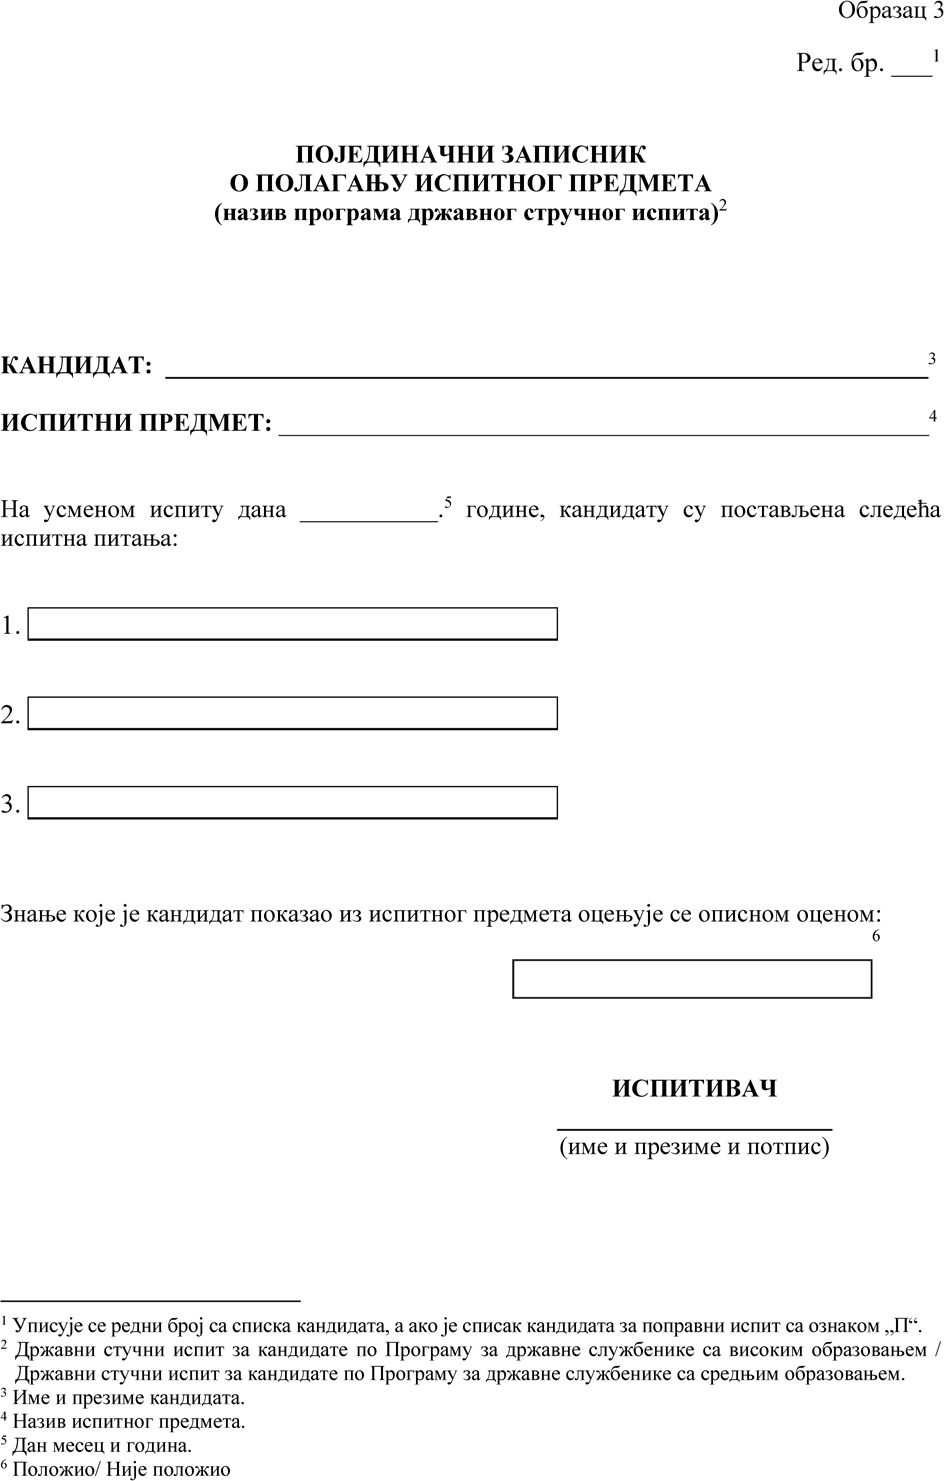 Образац 3
Ред. бр. ___1
ПОЈЕДИНАЧНИ ЗАПИСНИК
О ПОЛАГАЊУ ИСПИТНОГ ПРЕДМЕТА
(назив програма државног стручног испита)2
КАНДИДАТ: ___3
ИСПИТНИ ПРЕДМЕТ: ___4
На усменом испиту дана ___________.5 године, кандидату су постављена следећа
испитна питања:
1.
2.
3.
Знање које је кандидат показао из испитног предмета оцењује се описном оценом:
6
ИСПИТИВАЧ
(име и презиме и потпис)
1 Уписује се редни број са списка кандидата, а ако је списак кандидата за поправни испит са ознаком „П“.
2 Државни стучни испит за кандидате по Програму за државне службенике са високим образовањем /
Државни стучни испит за кандидате по Програму за државне службенике са средњим образовањем.
3 Име и презиме кандидата.
4 Назив испитног предмета.
5 Дан месец и година.
6 Положио/ Није положио